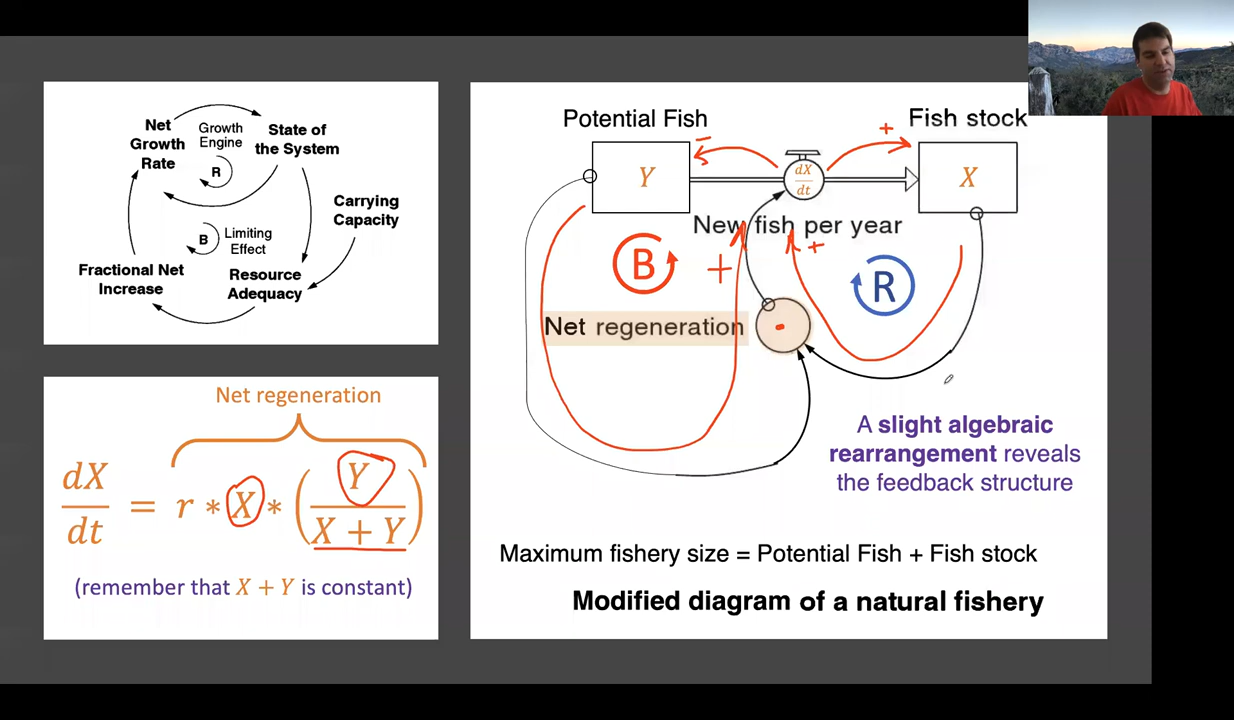 Net
Growth
Rate
Growth
Engine
R
State of
the System
Carrying
Capacity
B
Limiting
Effect
Fractional Net
Increase
Resource
Adequacy
Net regeneration
dX/dt = r * X * (Y/(X + Y))
(remember that X + Y is constant)
Potential Fish
Fish stock
−
+
Y
dX/dt
X
New fish per year
B
+
+
R
Net regeneration
A slight algebraic
rearrangement reveals
the feedback structure
Maximum fishery size = Potential Fish + Fish stock
Modified diagram of a natural fishery